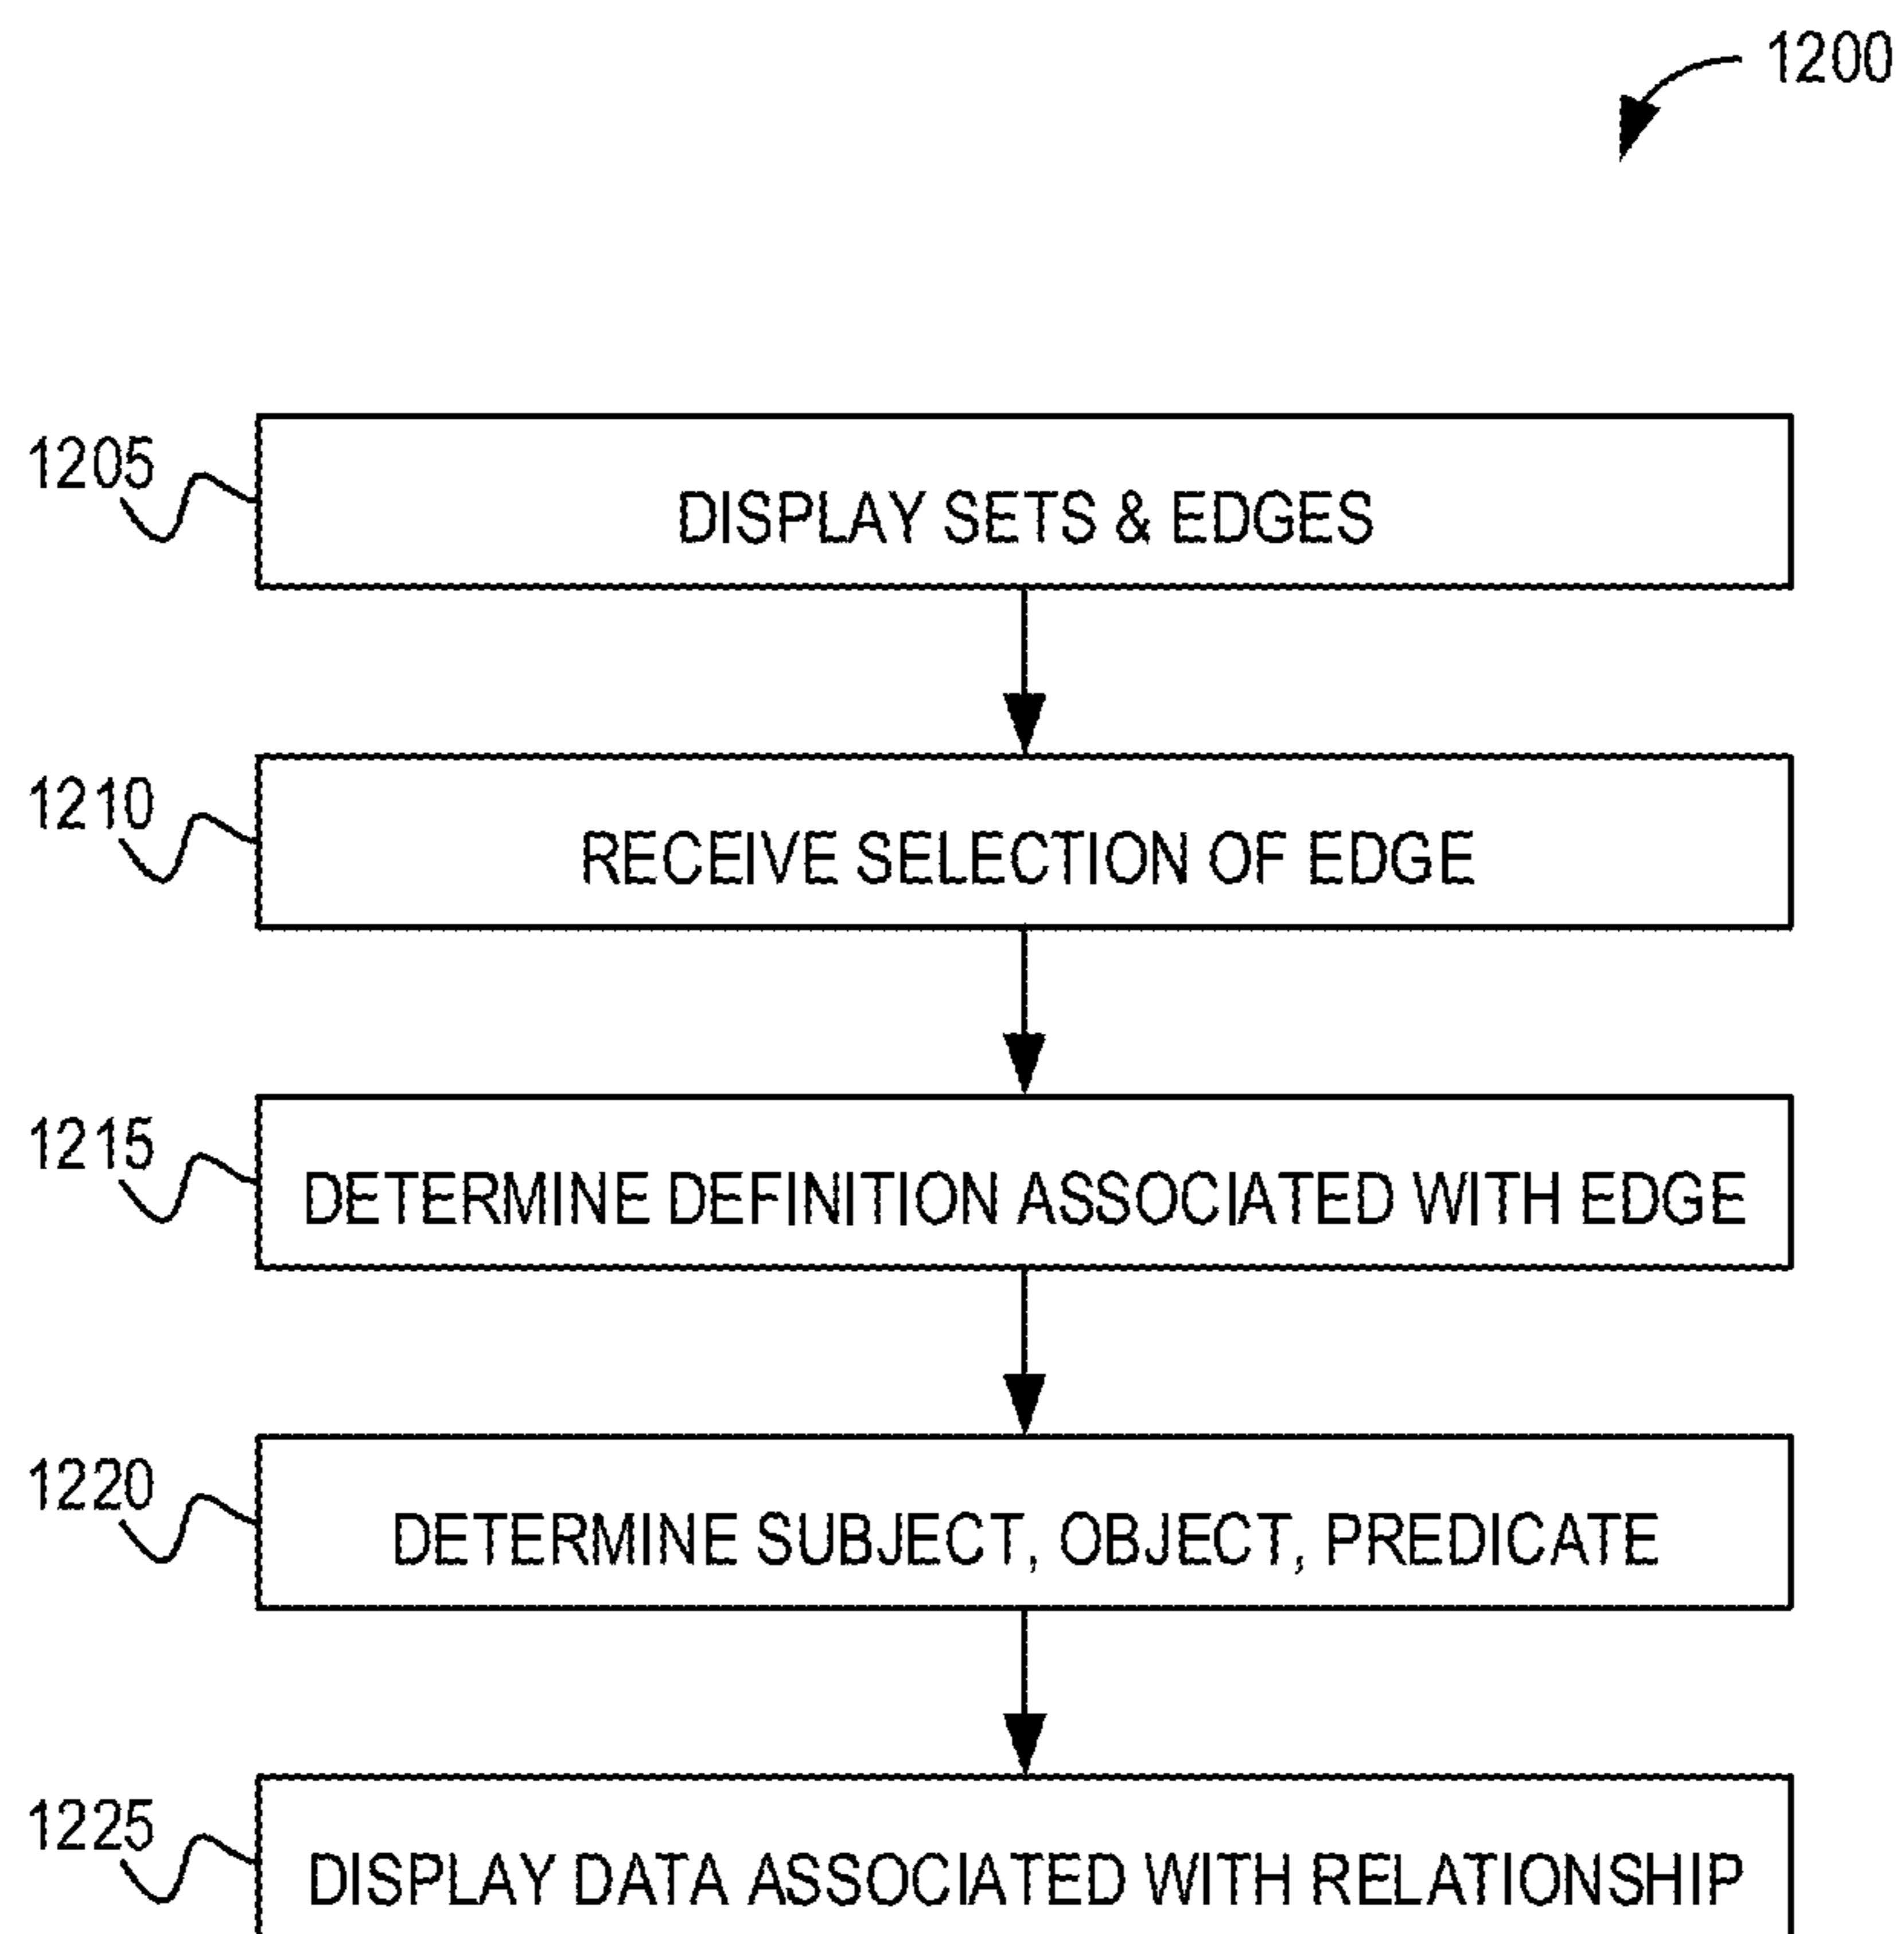 1200
1205
DISPLAY SETS & EDGES
1210
RECEIVE SELECTION OF EDGE
1215
DETERMINE DEFINITION ASSOCIATED WITH EDGE
1220
DETERMINE SUBJECT, OBJECT, PREDICATE
1225
DISPLAY DATA ASSOCIATED WITH RELATIONSHIP